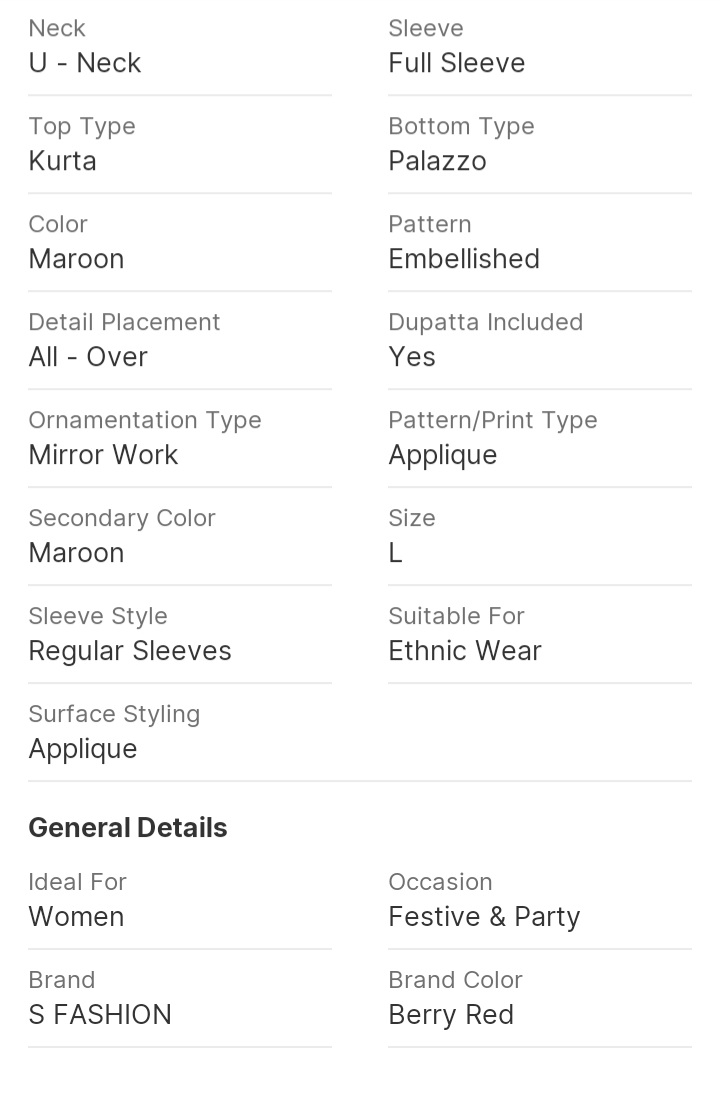 Neck
U - Neck
Sleeve
Full Sleeve
Top Type
Kurta
Bottom Type
Palazzo
Color
Maroon
Pattern
Embellished
Detail Placement
All - Over
Dupatta Included
Yes
Ornamentation Type
Mirror Work
Pattern/Print Type
Applique
Secondary Color
Maroon
Size
L
Sleeve Style
Regular Sleeves
Suitable For
Ethnic Wear
Surface Styling
Applique
General Details
Ideal For
Women
Occasion
Festive & Party
Brand
S FASHION
Brand Color
Berry Red